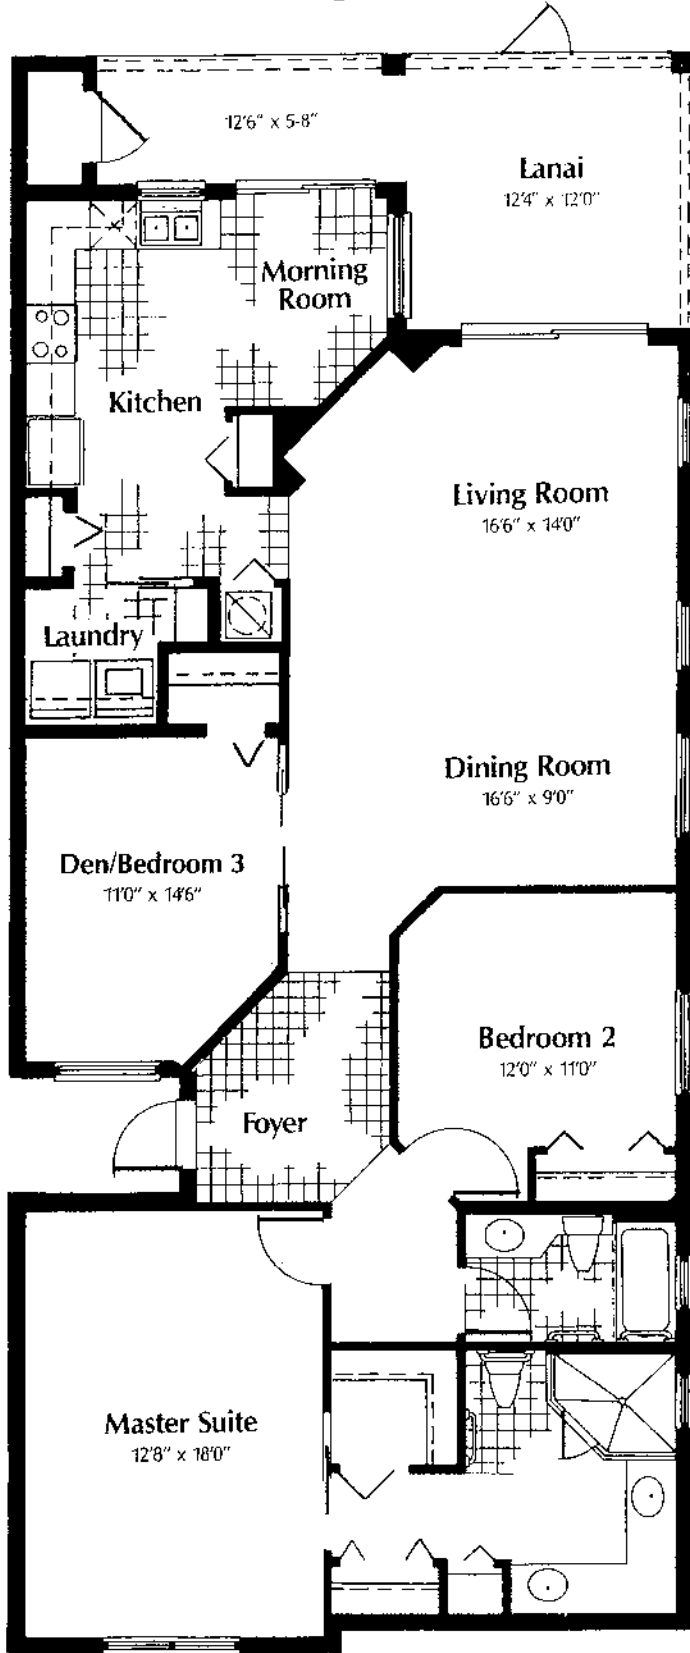 12'6" x 5-8"
Lanai
12'4" x 12'0"
Morning
Room
Kitchen
Living Room
16'6" x 14'0"
Laundry
Dining Room
16'6" x 9'0"
Den/Bedroom 3
11'0" x 14'6"
Bedroom 2
12'0" x 11'0"
Foyer
Master Suite
12'8" x 18'0"